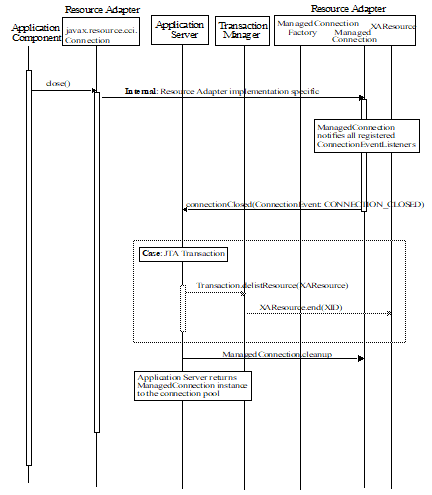 Resource Adapter
Resource Adapter
Application
Component
javax.resource.cci.
Connection
Application
Server
Transaction
Manager
ManagedConnection
Factory
Managed
Connection
XAResource
close()
Internal: Resource Adapter implementation specific
ManagedConnection
notifies all registered
ConnectionEventListeners
connectionClosed(ConnectionEvent: CONNECTION_CLOSED)
Case: JTA Transaction
Transaction.delistResource(XAResource)
XAResource.end(XID)
ManagedConnection.cleanup
Application Server returns
ManagedConnection instance
to the connection pool